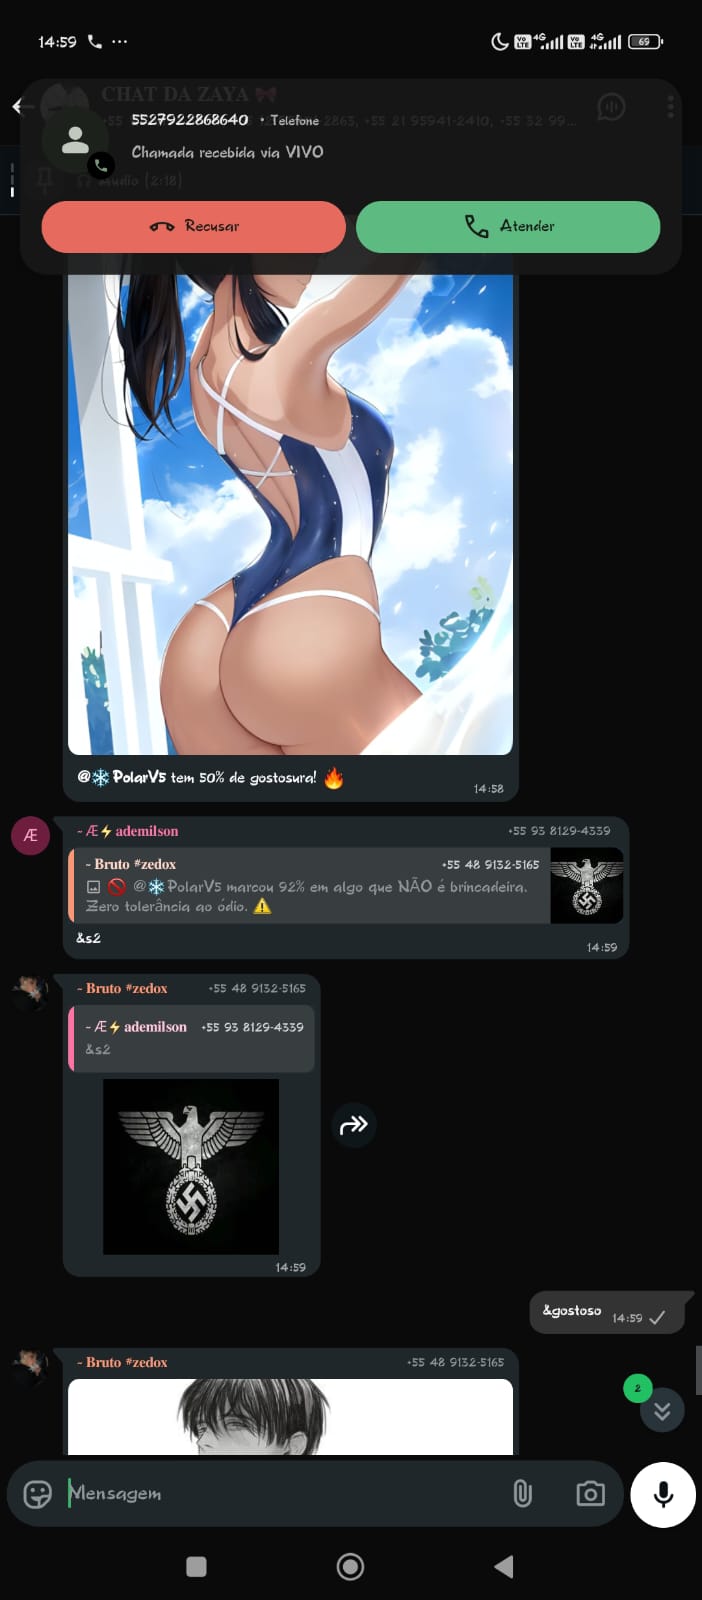 14:59
4G
4G
69
CHAT DA ZAYA
5527922868640 • Telefone
2863, +55 21 95941-2410, +55 32 99...
Chamada recebida via VIVO
Áudio (2:18)
Recusar
Atender
@❄️PolarV5 tem 50% de gostosura! 🔥
14:58
Æ
~ Æ⚡ademilson
+55 93 8129-4339
~ Bruto #zedox
+55 48 9132-5165
🚫 @❄️PolarV5 marcou 92% em algo que NÃO é brincadeira.
Zero tolerância ao ódio. ⚠️
&s2
14:59
~ Bruto #zedox
+55 48 9132-5165
~ Æ⚡ademilson
+55 93 8129-4339
&s2
14:59
&gostoso
14:59
~ Bruto #zedox
+55 48 9132-5165
2
Mensagem